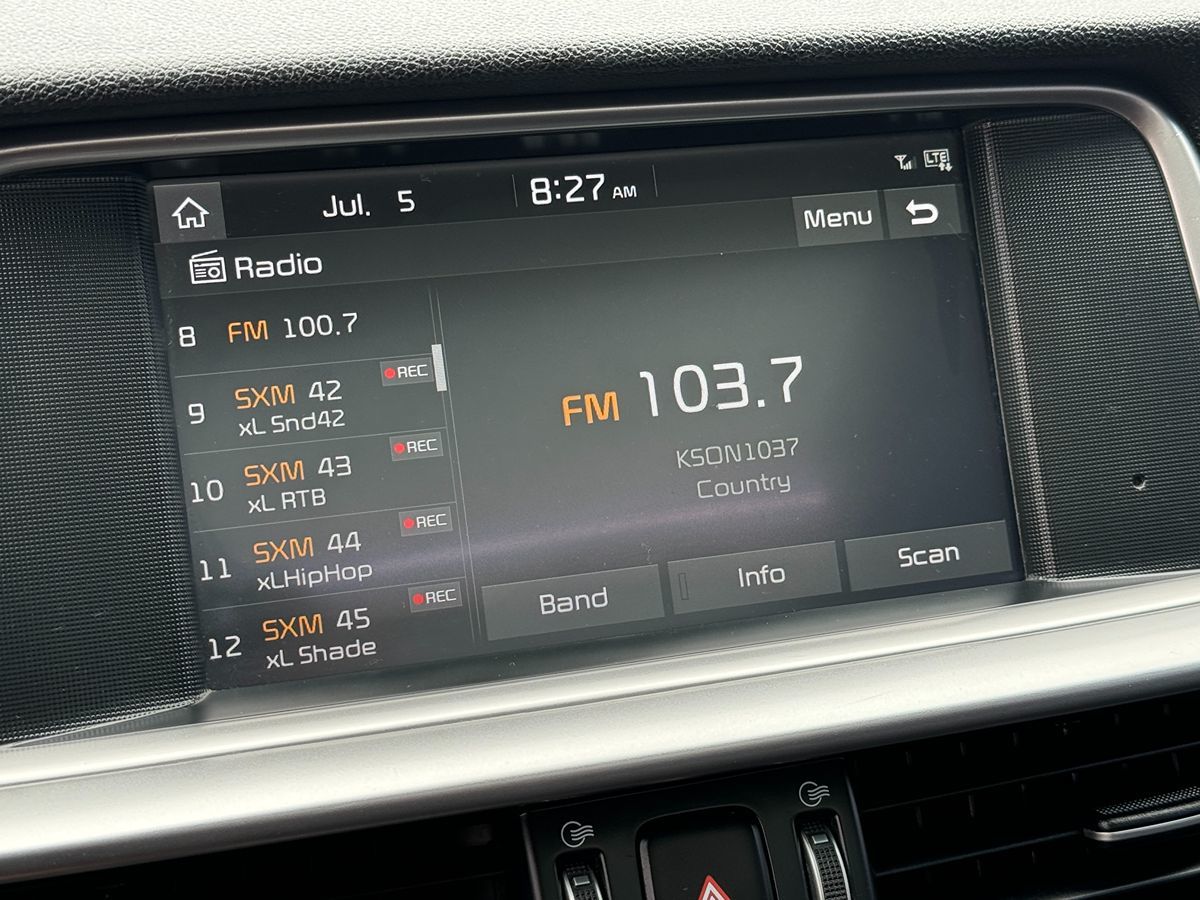 Jul. 5
8:27 AM
LTE
Menu
Radio
8 FM 100.7
9 SXM 42 REC
xL Snd42
10 SXM 43 REC
xL RTB
11 SXM 44 REC
xLHipHop
12 SXM 45 REC
xL Shade
FM 103.7
KSON1037
Country
Band
Info
Scan